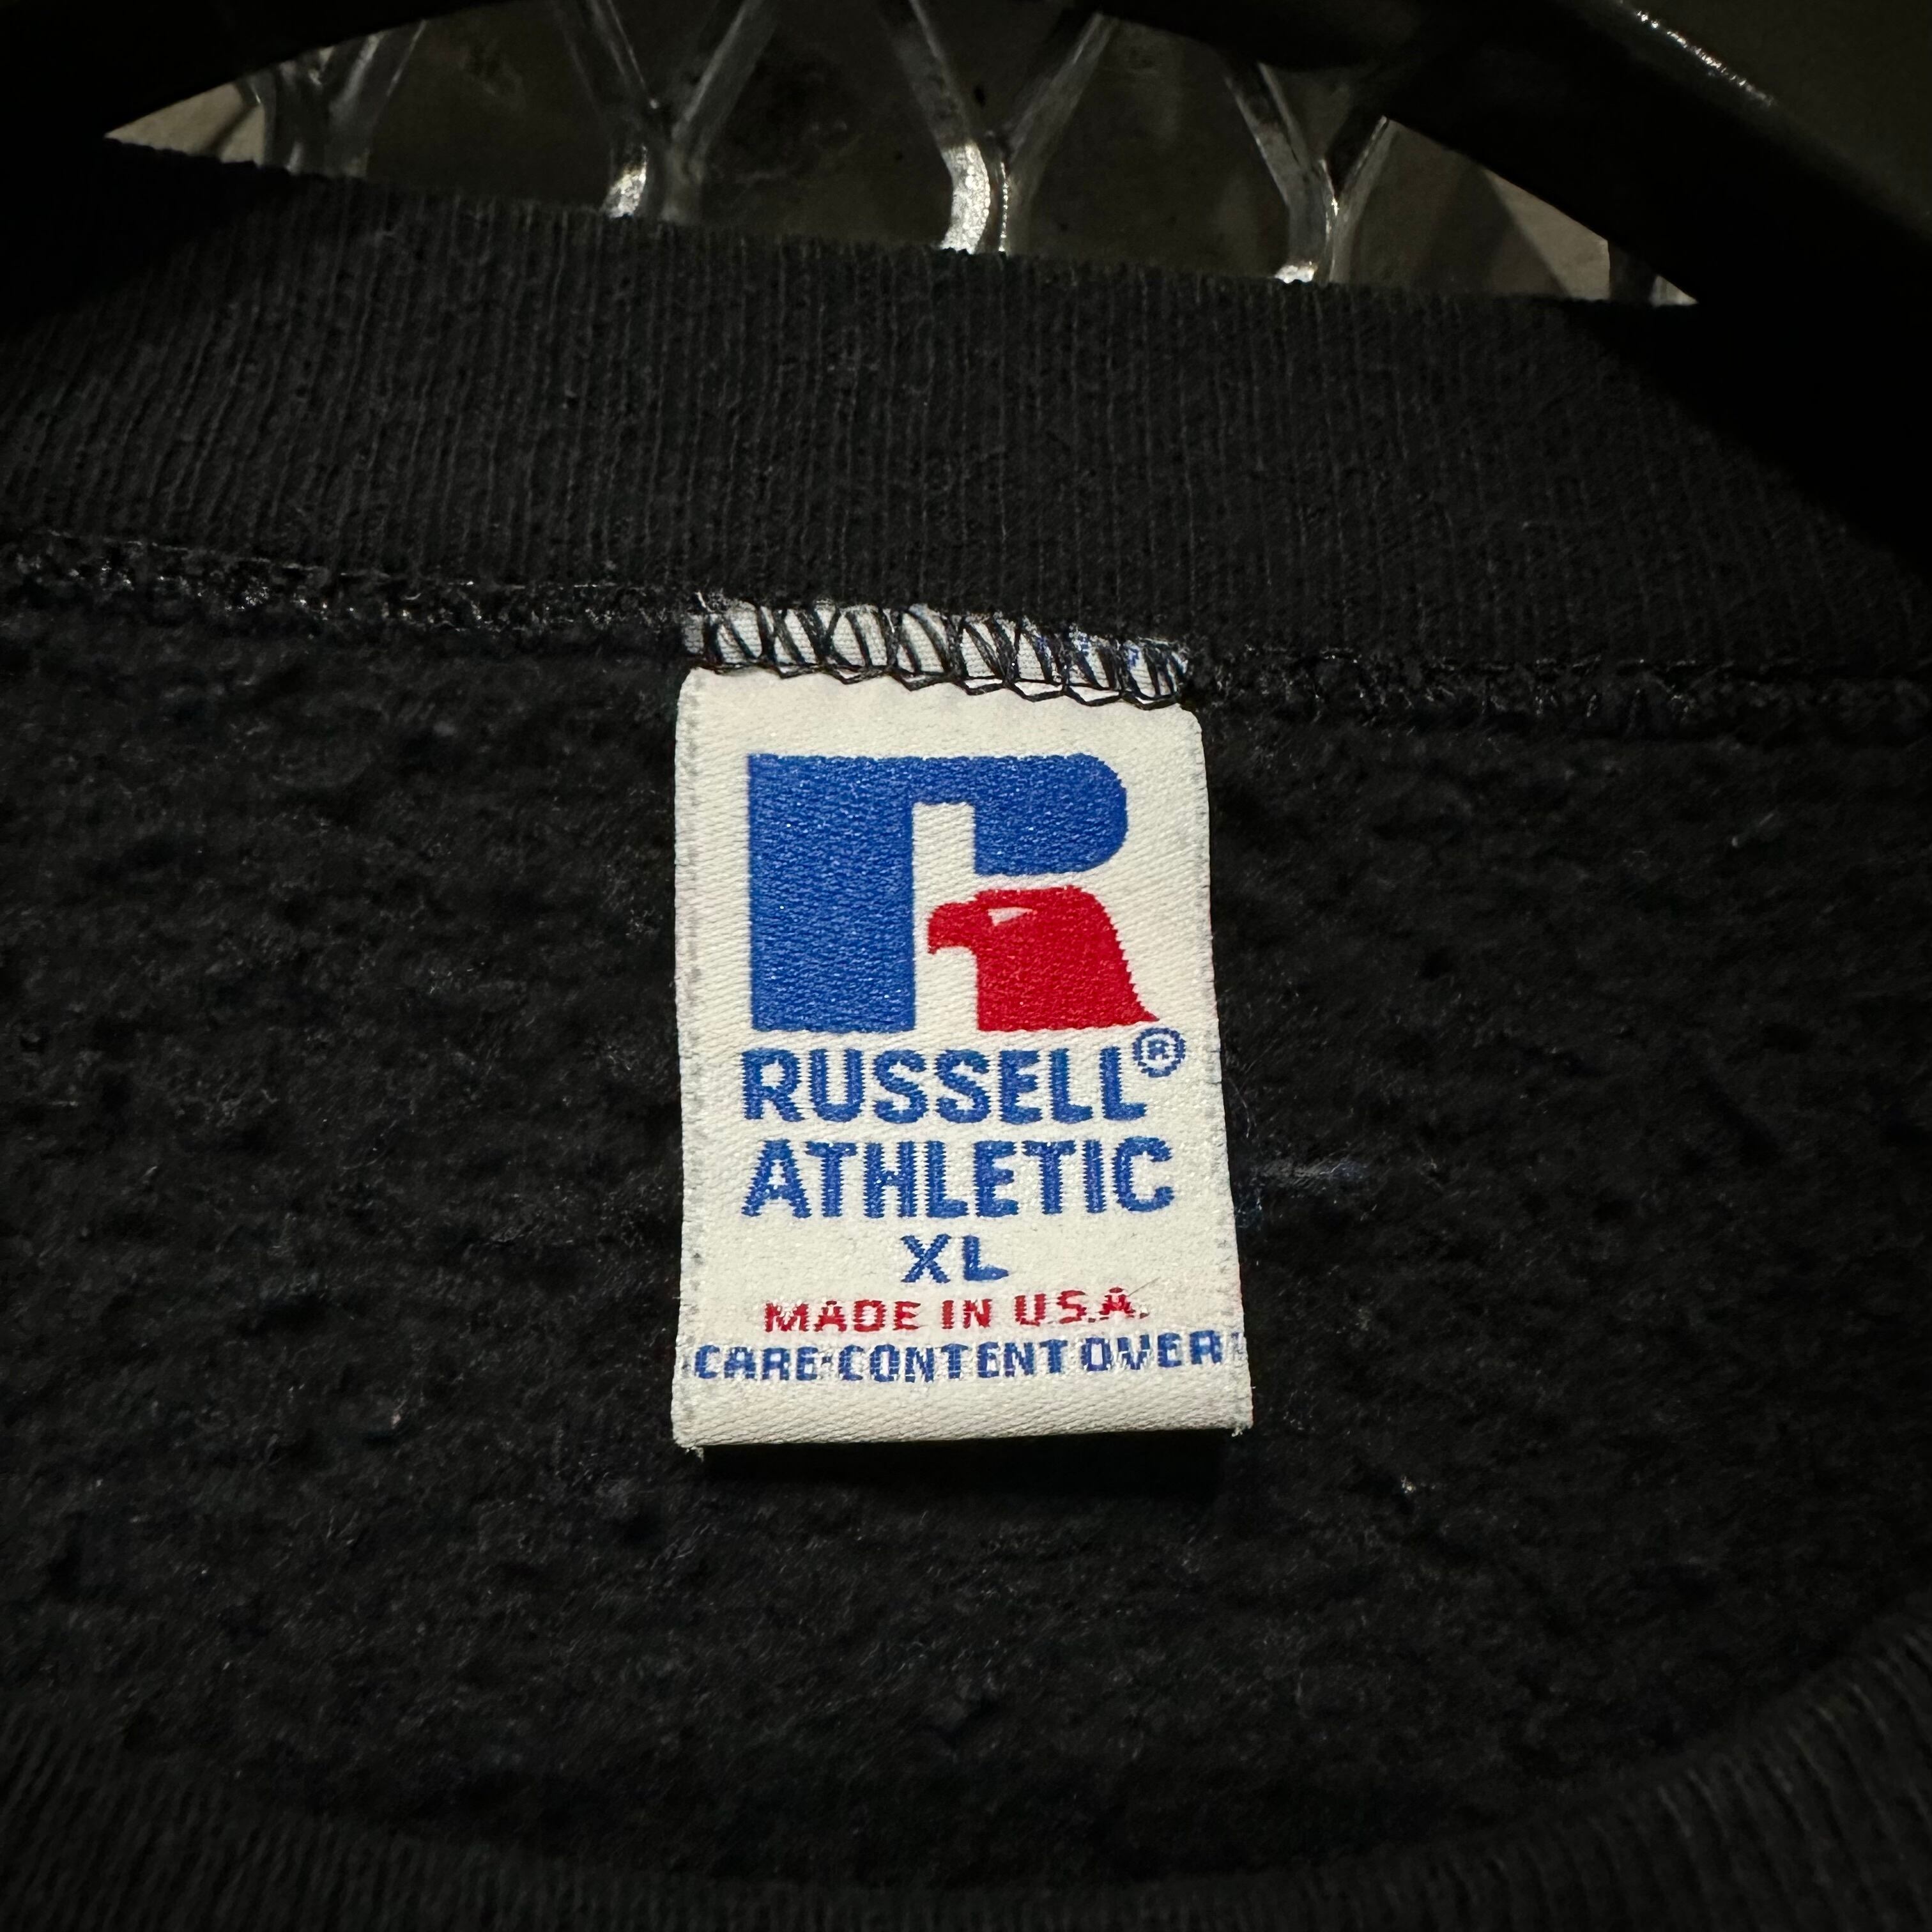 RUSSELL®
ATHLETIC
XL
MADE IN U.S.A.
CARE·CONTENT OVER